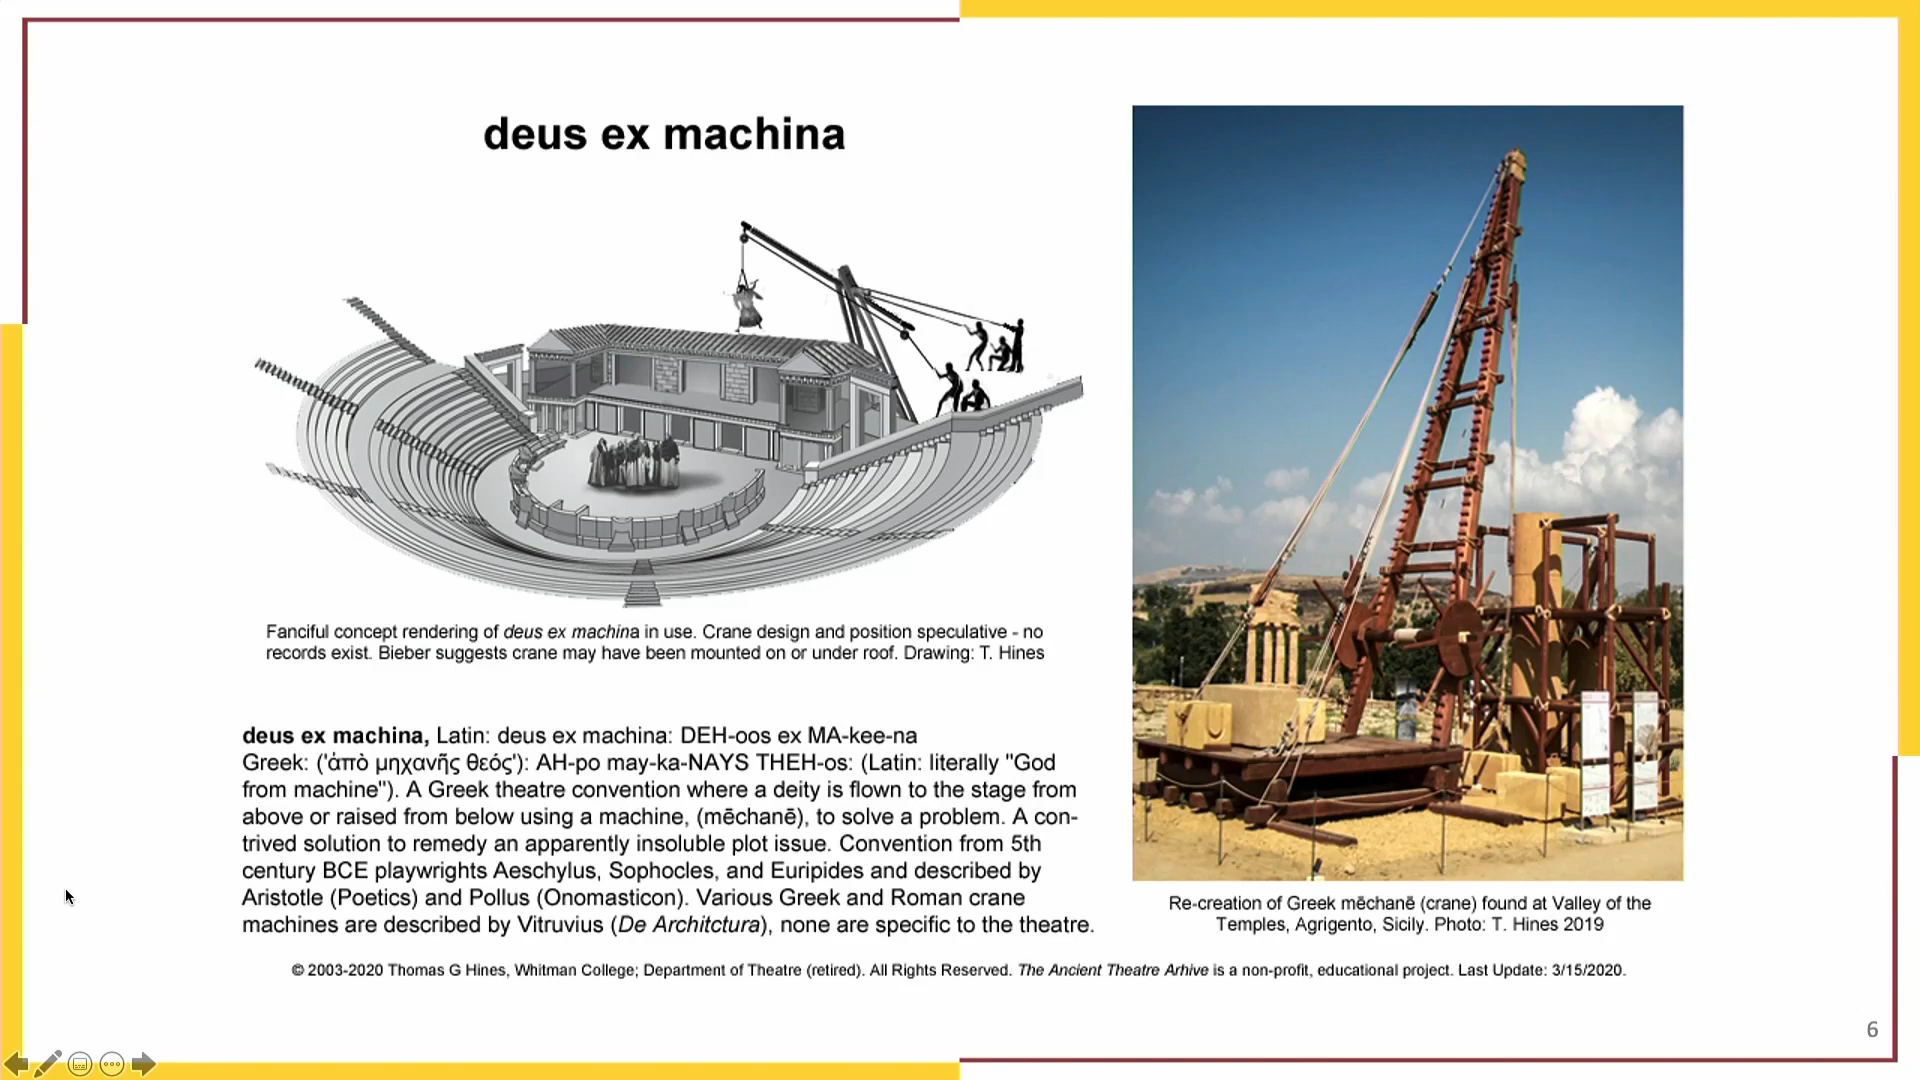 deus ex machina
Fanciful concept rendering of deus ex machina in use. Crane design and position speculative - no
records exist. Bieber suggests crane may have been mounted on or under roof. Drawing: T. Hines
deus ex machina, Latin: deus ex machina: DEH-oos ex MA-kee-na
Greek: ('ἀπὸ μηχανῆς θεός'): AH-po may-ka-NAYS THEH-os: (Latin: literally "God
from machine"). A Greek theatre convention where a deity is flown to the stage from
above or raised from below using a machine, (mēchanē), to solve a problem. A con-
trived solution to remedy an apparently insoluble plot issue. Convention from 5th
century BCE playwrights Aeschylus, Sophocles, and Euripides and described by
Aristotle (Poetics) and Pollus (Onomasticon). Various Greek and Roman crane
machines are described by Vitruvius (De Architctura), none are specific to the theatre.
Re-creation of Greek mēchanē (crane) found at Valley of the
Temples, Agrigento, Sicily. Photo: T. Hines 2019
© 2003-2020 Thomas G Hines, Whitman College; Department of Theatre (retired). All Rights Reserved. The Ancient Theatre Arhive is a non-profit, educational project. Last Update: 3/15/2020.
6